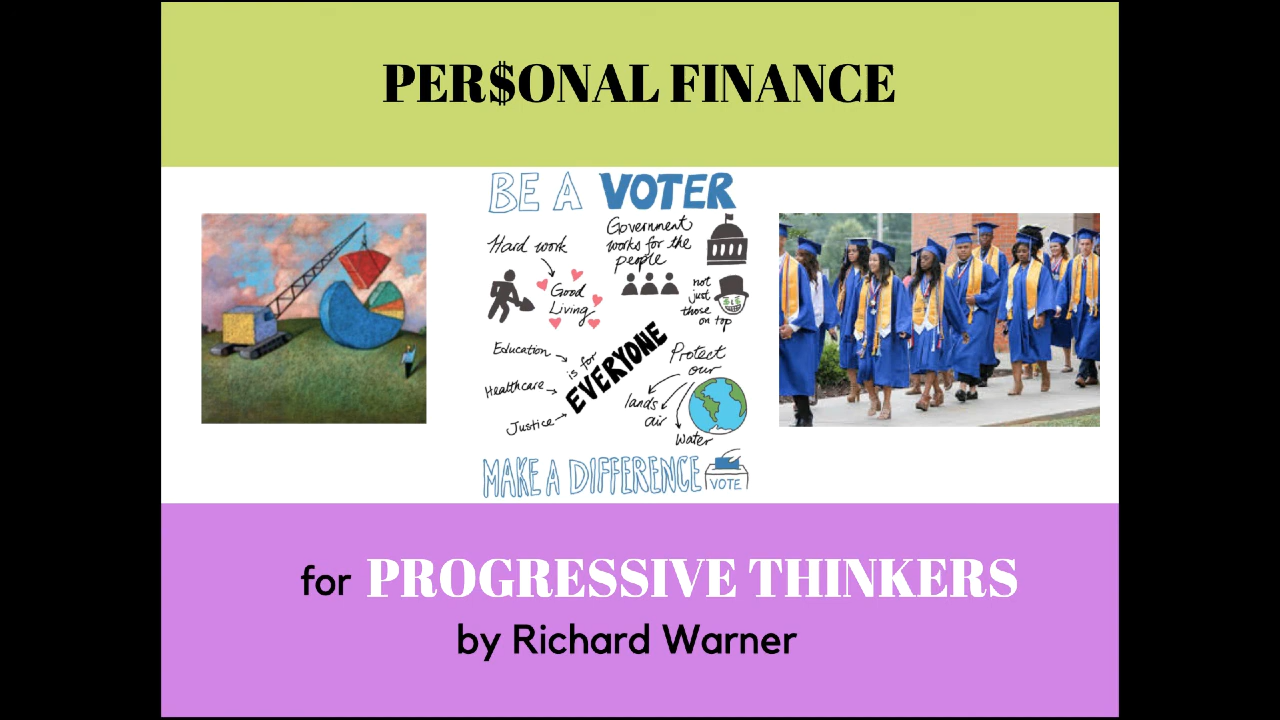 PER$ONAL FINANCE
BE A VOTER
Hard work
Good
Living
Government
works for the
people
not
just
those
on top
Education
Healthcare
Justice
is for
EVERYONE
Protect
our
lands
air
water
MAKE A DIFFERENCE
VOTE
for PROGRESSIVE THINKERS
by Richard Warner